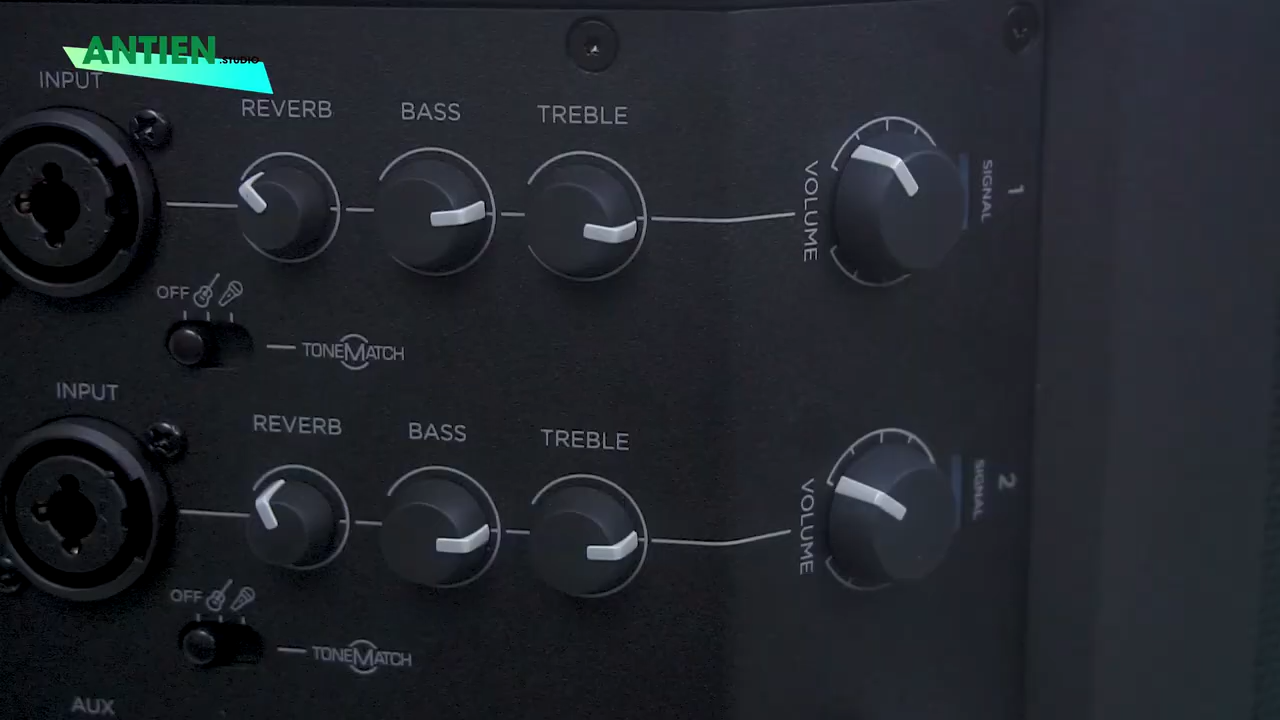 ANTIEN.STUDIO
INPUT
REVERB
BASS
TREBLE
VOLUME
SIGNAL
1
OFF
TONEMATCH
INPUT
REVERB
BASS
TREBLE
VOLUME
SIGNAL
2
OFF
TONEMATCH
AUX